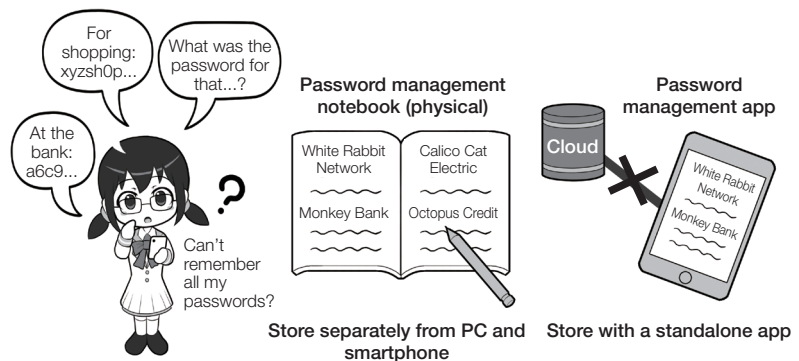 For
shopping:
xyzsh0p...
What was the
password for
that...?
At the
bank:
a6c9...
?
Can't
remember
all my
passwords?
Password management
notebook (physical)
White Rabbit
Network
Monkey Bank
Calico Cat
Electric
Octopus Credit
Store separately from PC and
smartphone
Password
management app
Cloud
White Rabbit
Network
Monkey Bank
Store with a standalone app